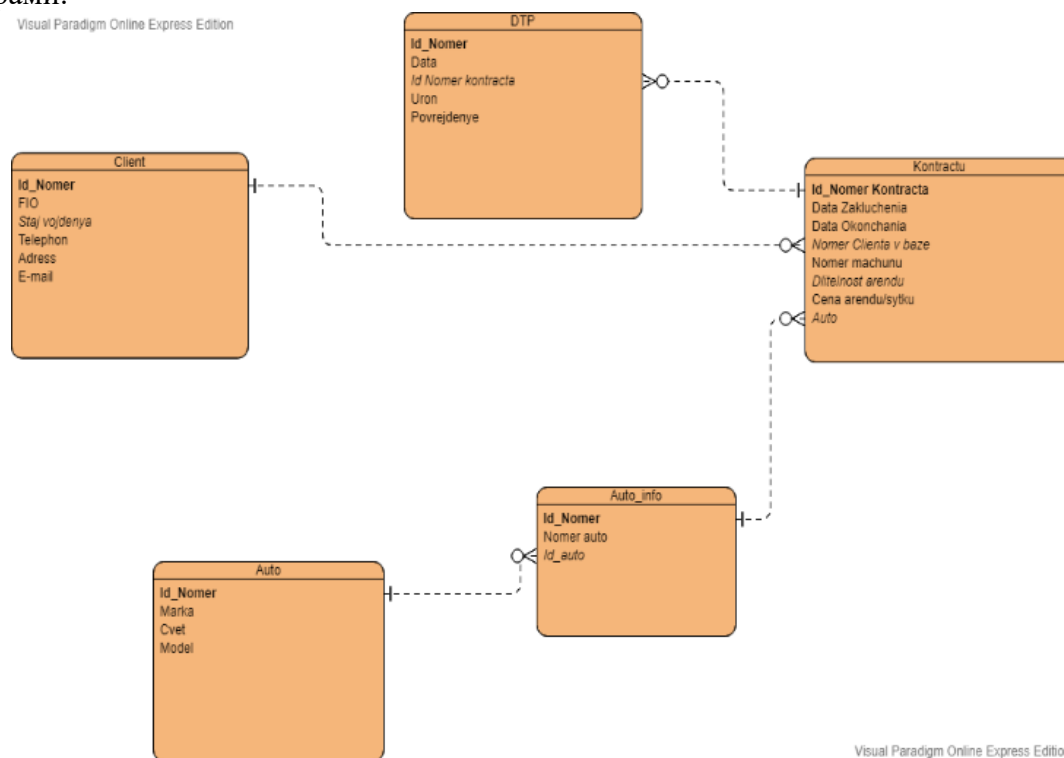 рами.
Visual Paradigm Online Express Edition
DTP
Id_Nomer
Data
Id Nomer kontracta
Uron
Povrejdenye
Client
Id_Nomer
FIO
Staj vojdenya
Telephon
Adress
E-mail
Kontractu
Id_Nomer Kontracta
Data Zakluchenia
Data Okonchania
Nomer Clienta v baze
Nomer machunu
Dlitelnost arendu
Cena arendu/sytku
Auto
Auto_info
Id_Nomer
Nomer auto
Id_auto
Auto
Id_Nomer
Marka
Cvet
Model
Visual Paradigm Online Express Editio